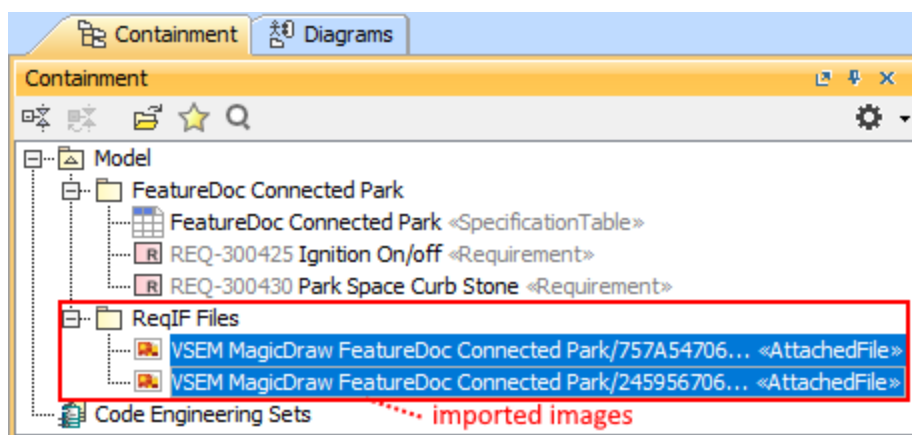 Containment Diagrams
Containment
Model
FeatureDoc Connected Park
FeatureDoc Connected Park «SpecificationTable»
R REQ-300425 Ignition On/off «Requirement»
R REQ-300430 Park Space Curb Stone «Requirement»
ReqIF Files
VSEM MagicDraw FeatureDoc Connected Park/757A54706... «AttachedFile»
VSEM MagicDraw FeatureDoc Connected Park/245956706... «AttachedFile»
Code Engineering Sets imported images